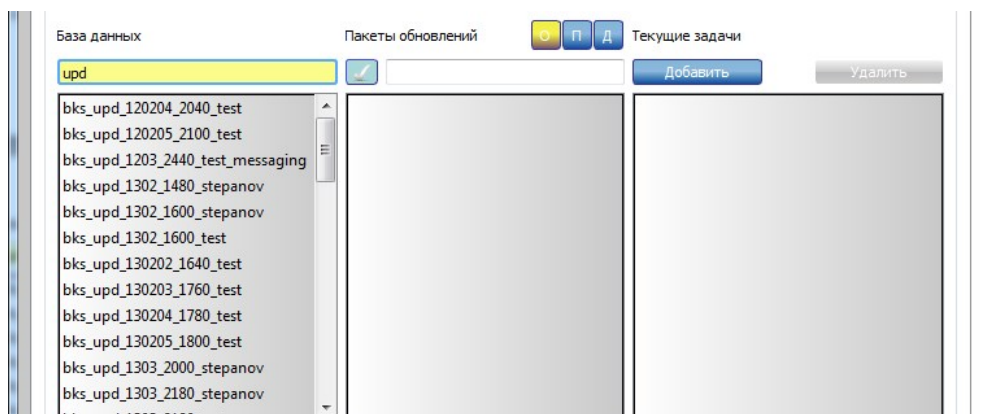 База данных
Пакеты обновлений
О П Д
Текущие задачи
upd
Добавить
Удалить
bks_upd_120204_2040_test
bks_upd_120205_2100_test
bks_upd_1203_2440_test_messaging
bks_upd_1302_1480_stepanov
bks_upd_1302_1600_stepanov
bks_upd_1302_1600_test
bks_upd_130202_1640_test
bks_upd_130203_1760_test
bks_upd_130204_1780_test
bks_upd_130205_1800_test
bks_upd_1303_2000_stepanov
bks_upd_1303_2180_stepanov